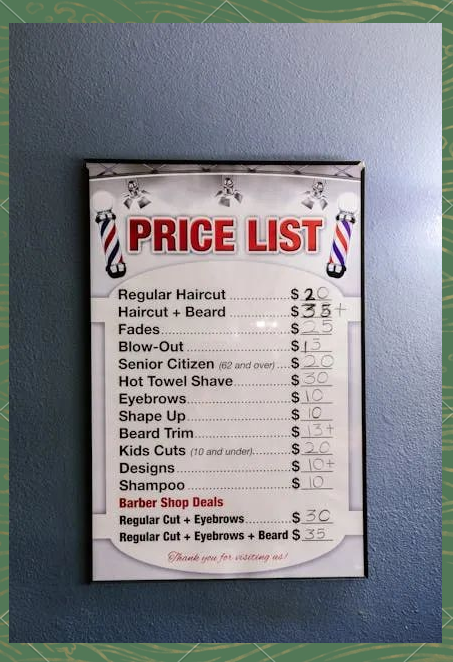 PRICE LIST
Regular Haircut $ 20
Haircut + Beard $ 35+
Fades $ 25
Blow-Out $ 15
Senior Citizen (62 and over) $ 20
Hot Towel Shave $ 30
Eyebrows $ 10
Shape Up $ 10
Beard Trim $ 13+
Kids Cuts (10 and under) $ 20
Designs $ 10+
Shampoo $ 10
Barber Shop Deals
Regular Cut + Eyebrows $ 30
Regular Cut + Eyebrows + Beard $ 35
Thank you for visiting us!